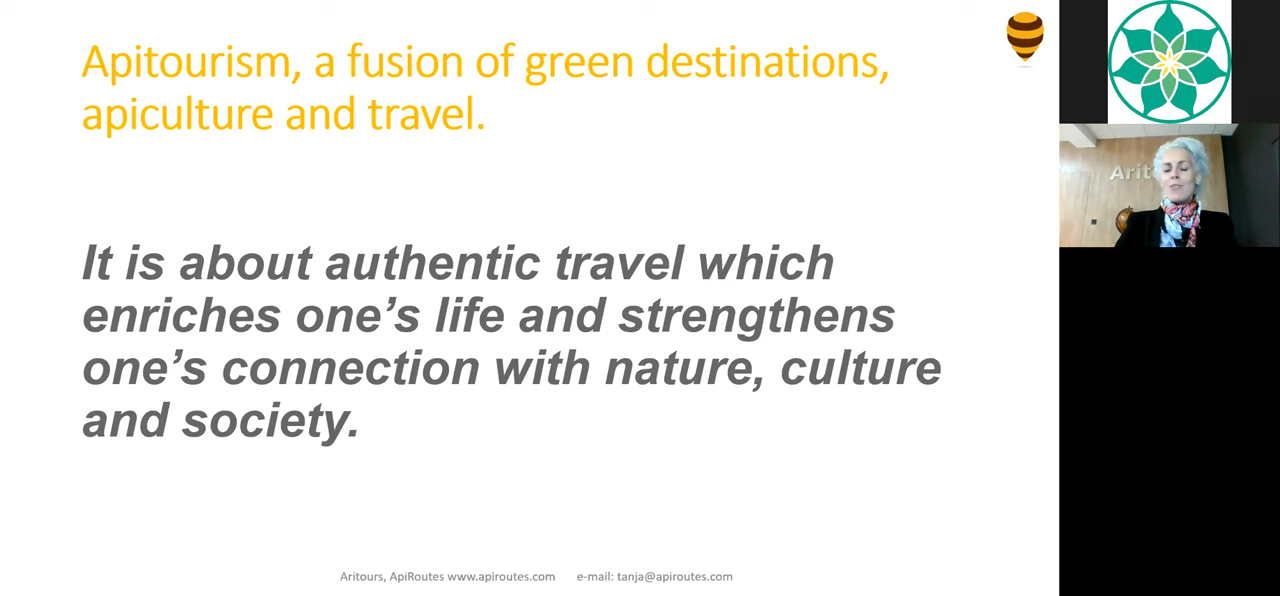 Apitourism, a fusion of green destinations,
apiculture and travel.
It is about authentic travel which
enriches one’s life and strengthens
one’s connection with nature, culture
and society.
Aritours, ApiRoutes www.apiroutes.com e-mail: tanja@apiroutes.com